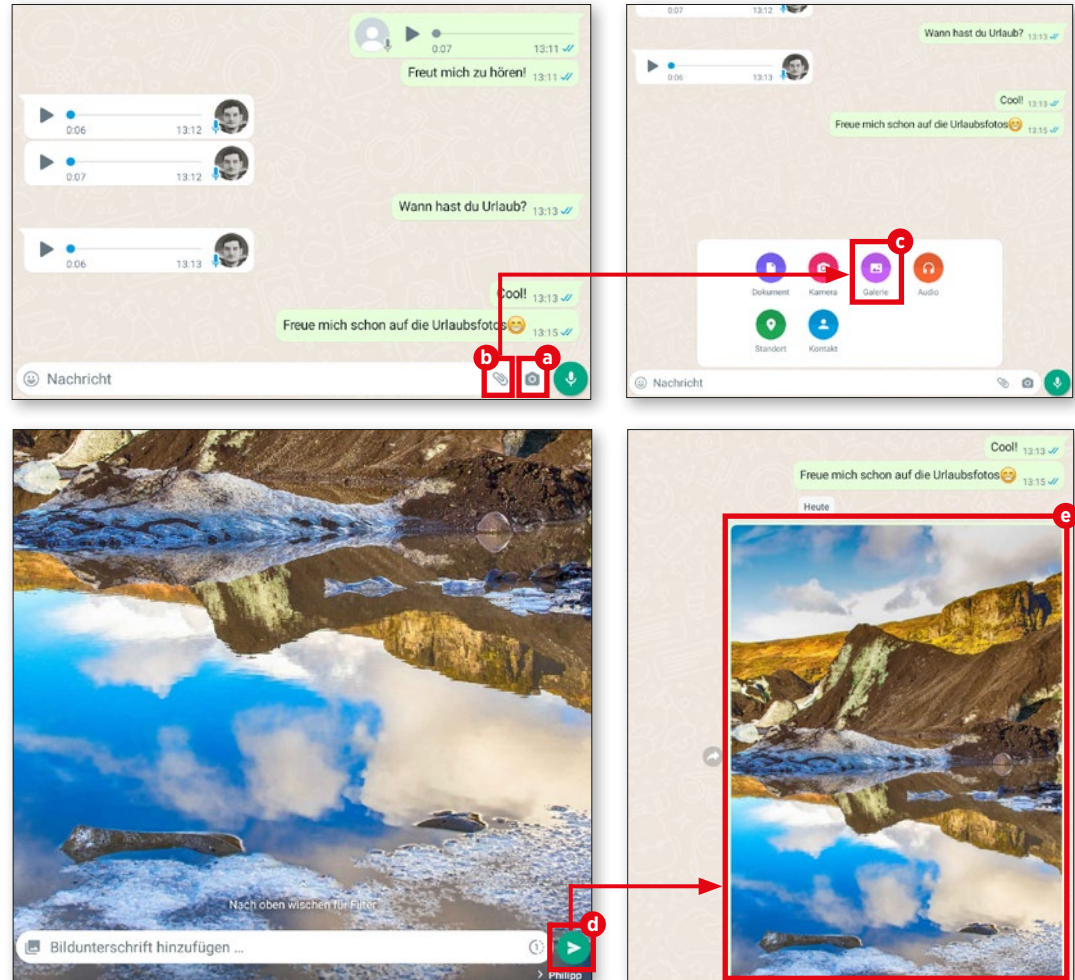 0:07 13:11
Freut mich zu hören! 13:11
0:06 13:12
0:07 13:12
Wann hast du Urlaub? 13:13
0:06 13:13
Cool! 13:13
Freue mich schon auf die Urlaubsfotos😁 13:15
b a
Nachricht
0:07 13:12
Wann hast du Urlaub? 13:13
0:06 13:13
Cool! 13:13
Freue mich schon auf die Urlaubsfotos😁 13:15
c
Dokument Kamera Galerie Audio
Standort Kontakt
Nachricht
Nach oben wischen für Filter
d
Bildunterschrift hinzufügen ... 1
> Philipp
Cool! 13:13
Freue mich schon auf die Urlaubsfotos😁 13:15
Heute
e